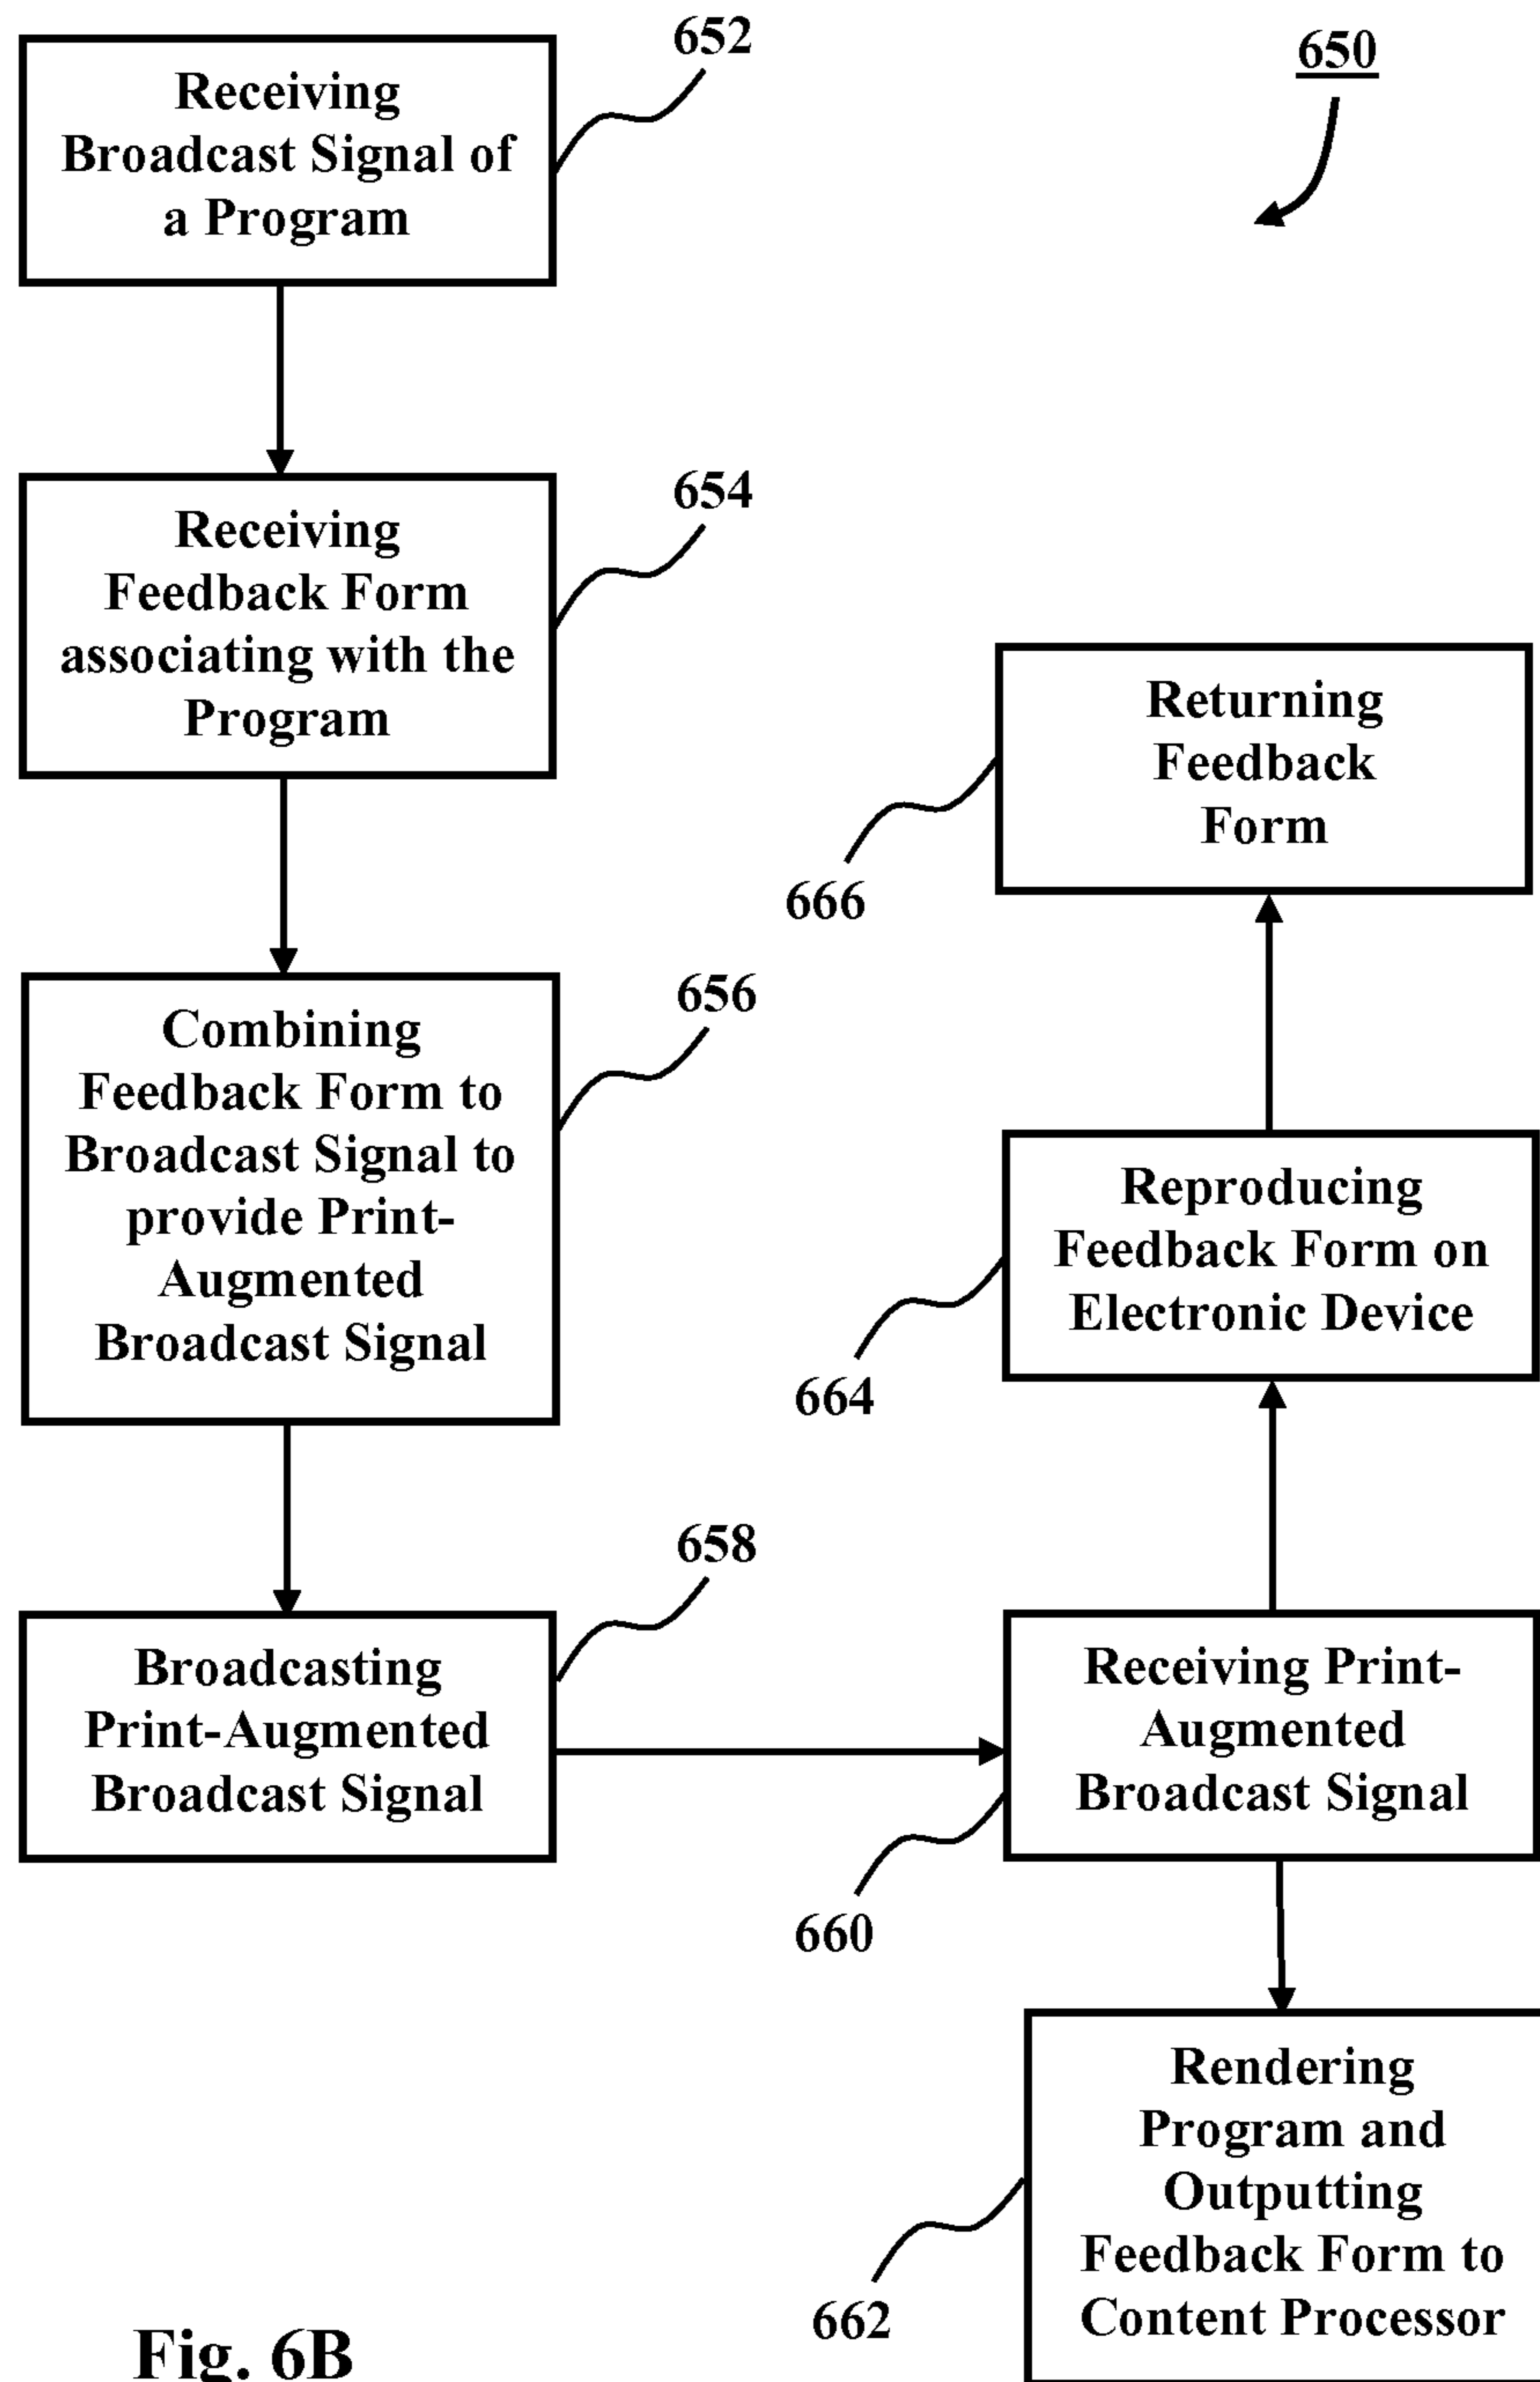 652
650
Receiving
Broadcast Signal of
a Program
654
Receiving
Feedback Form
associating with the
Program
Returning
Feedback
Form
666
656
Combining
Feedback Form to
Broadcast Signal to
provide Print-
Augmented
Broadcast Signal
Reproducing
Feedback Form on
Electronic Device
664
658
Broadcasting
Print-Augmented
Broadcast Signal
Receiving Print-
Augmented
Broadcast Signal
660
Rendering
Program and
Outputting
Feedback Form to
Content Processor
662
Fig. 6B